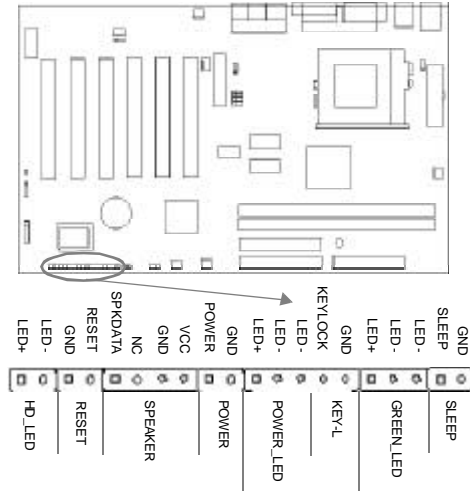 LED+
LED -
GND
RESET
SPKDATA
NC
GND
VCC
POWER
GND
LED+
LED -
LED -
KEYLOCK
GND
LED+
LED -
LED -
SLEEP
GND
HD_LED
RESET
SPEAKER
POWER
POWER_LED
KEY-L
GREEN_LED
SLEEP